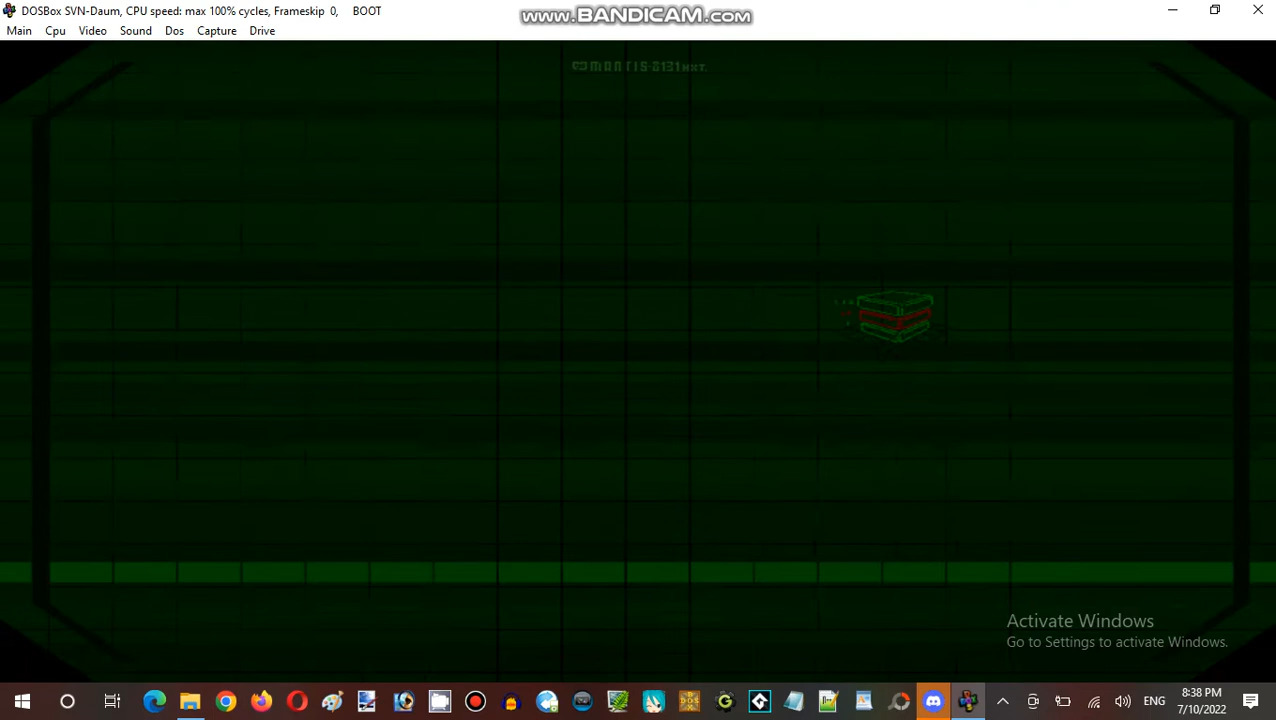 DOSBox SVN-Daum, CPU speed: max 100% cycles, Frameskip 0, BOOT
www.BANDICAM.com
Main Cpu Video Sound Dos Capture Drive
Activate Windows
Go to Settings to activate Windows.
ENG
8:38 PM
7/10/2022